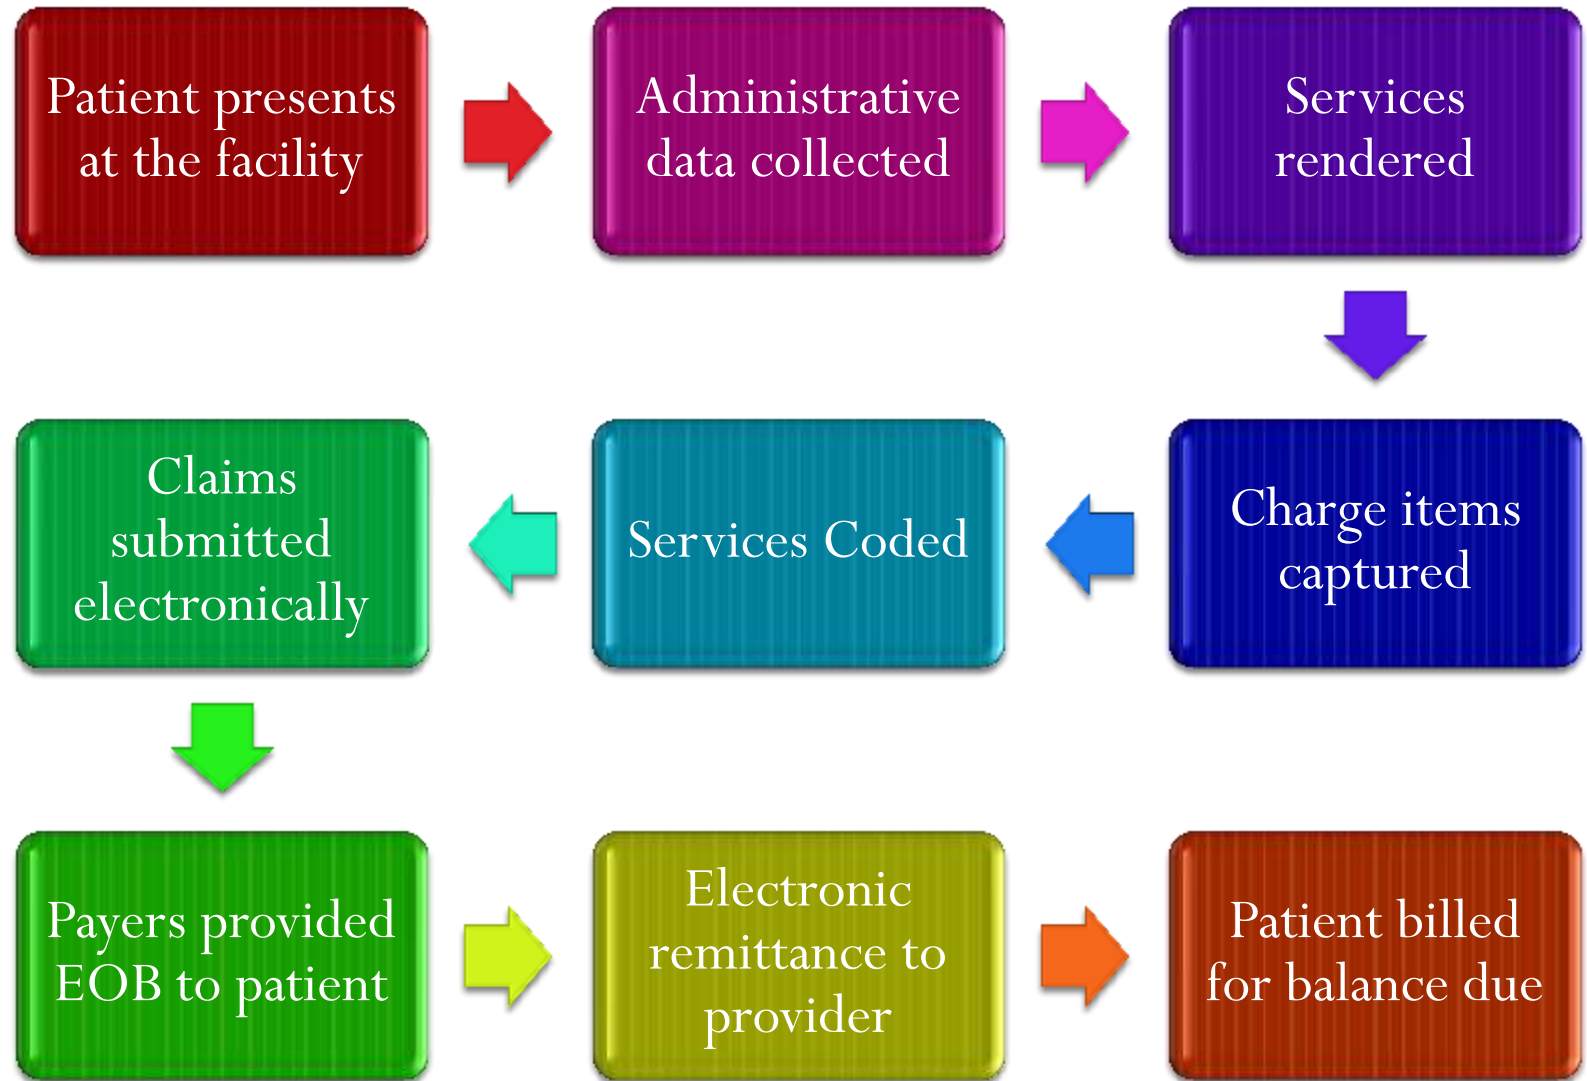 Patient presents
at the facility
Administrative
data collected
Services
rendered
Charge items
captured
Services Coded
Claims
submitted
electronically
Payers provided
EOB to patient
Electronic
remittance to
provider
Patient billed
for balance due